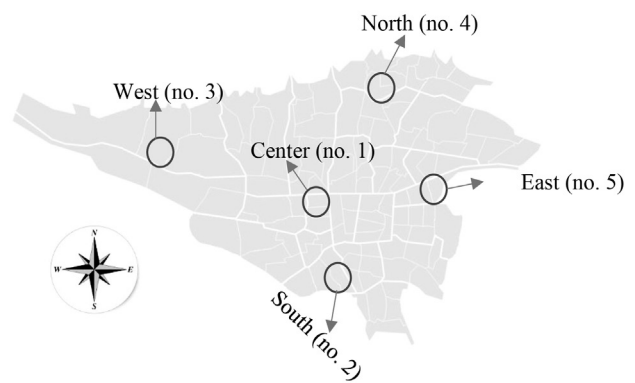 North (no. 4)
West (no. 3)
Center (no. 1)
East (no. 5)
South (no. 2)
N
W
E
S